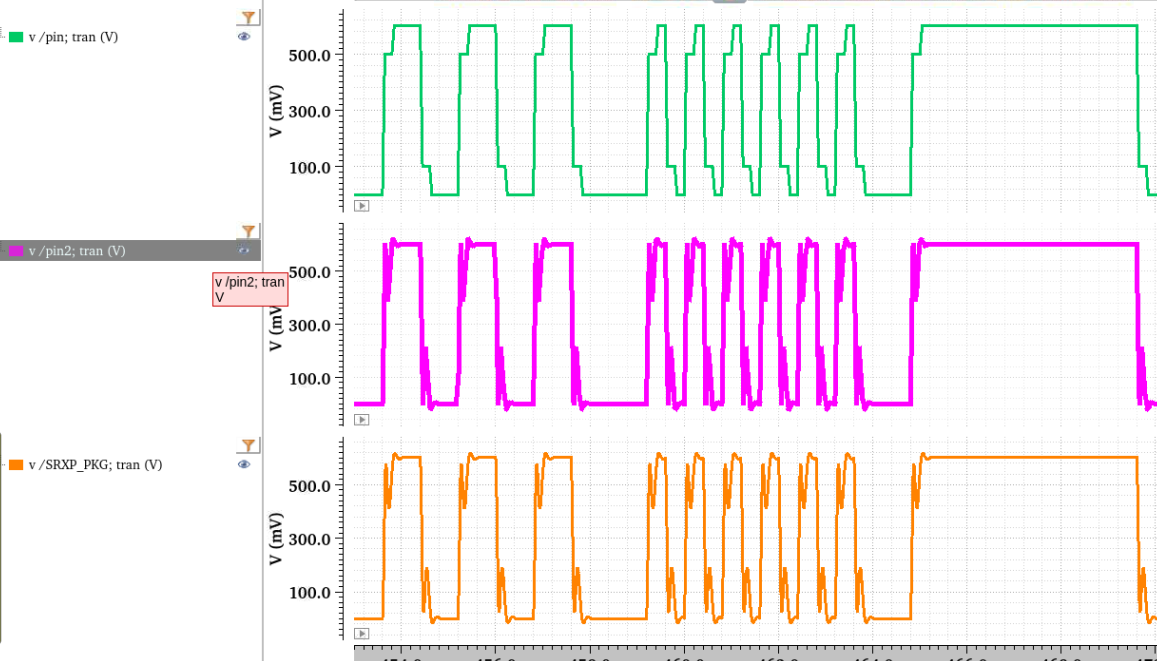 v /pin; tran (V)
V (mV)
500.0
300.0
100.0
v /pin2; tran (V)
v /pin2; tran
V
500.0
300.0
100.0
v /SRXP_PKG; tran (V)
V (mV)
500.0
300.0
100.0